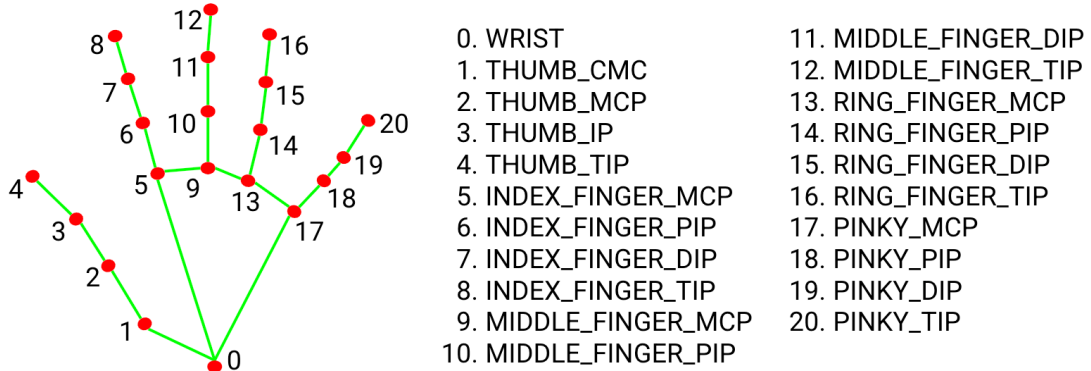 12
8
16
11
7
15
10
6
14
20
19
4
5
9
13
18
3
17
2
1
0
0. WRIST
1. THUMB_CMC
2. THUMB_MCP
3. THUMB_IP
4. THUMB_TIP
5. INDEX_FINGER_MCP
6. INDEX_FINGER_PIP
7. INDEX_FINGER_DIP
8. INDEX_FINGER_TIP
9. MIDDLE_FINGER_MCP
10. MIDDLE_FINGER_PIP
11. MIDDLE_FINGER_DIP
12. MIDDLE_FINGER_TIP
13. RING_FINGER_MCP
14. RING_FINGER_PIP
15. RING_FINGER_DIP
16. RING_FINGER_TIP
17. PINKY_MCP
18. PINKY_PIP
19. PINKY_DIP
20. PINKY_TIP